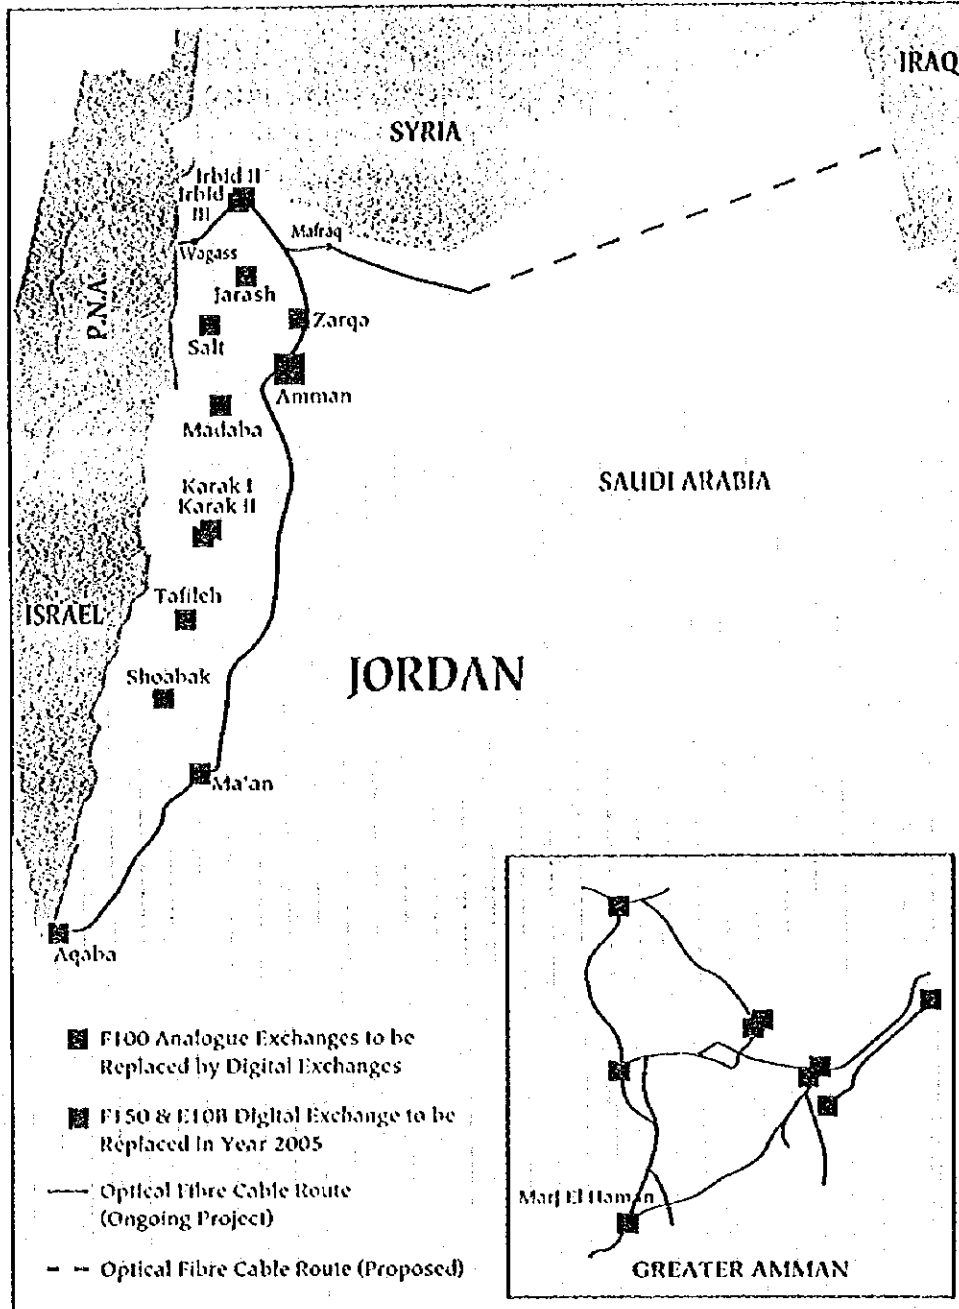 IRAQ
SYRIA
Irbid II
Irbid
III
Mafraq
Wagass
Jarash
P.N.A.
Zarqa
Salt
Amman
Madaba
SAUDI ARABIA
Karak I
Karak II
Tafileh
ISRAEL
JORDAN
Shoabak
Ma'an
Aqaba
F100 Analogue Exchanges to be
Replaced by Digital Exchanges
F150 & E10B Digital Exchange to be
Replaced in Year 2005
Optical Fibre Cable Route
(Ongoing Project)
Optical Fibre Cable Route (Proposed)
Marj El Hamam
GREATER AMMAN